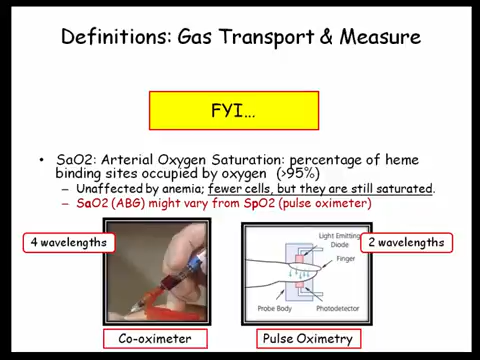 Definitions: Gas Transport & Measure
FYI…
• SaO2: Arterial Oxygen Saturation: percentage of heme
binding sites occupied by oxygen (>95%)
– Unaffected by anemia; fewer cells, but they are still saturated.
– SaO2 (ABG) might vary from SpO2 (pulse oximeter)
4 wavelengths
Light Emitting
Diode
2 wavelengths
Finger
Probe Body
Photodetector
Co-oximeter
Pulse Oximetry